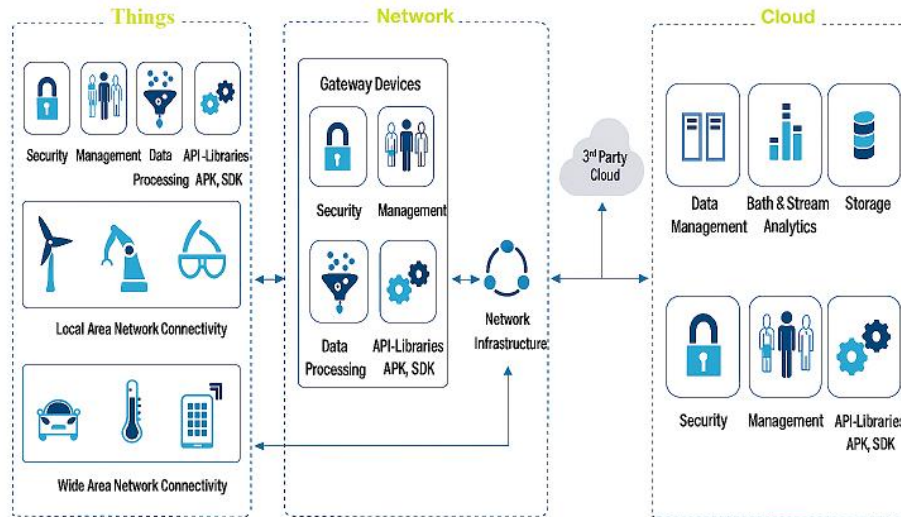 Things
Security
Management
Data
Processing
API-Libraries
APK, SDK
Local Area Network Connectivity
Wide Area Network Connectivity
Network
Gateway Devices
Security
Management
Data
Processing
API-Libraries
APK, SDK
Network
Infrastructure
3rd Party
Cloud
Cloud
Data
Management
Bath & Stream
Analytics
Storage
Security
Management
API-Libraries
APK, SDK